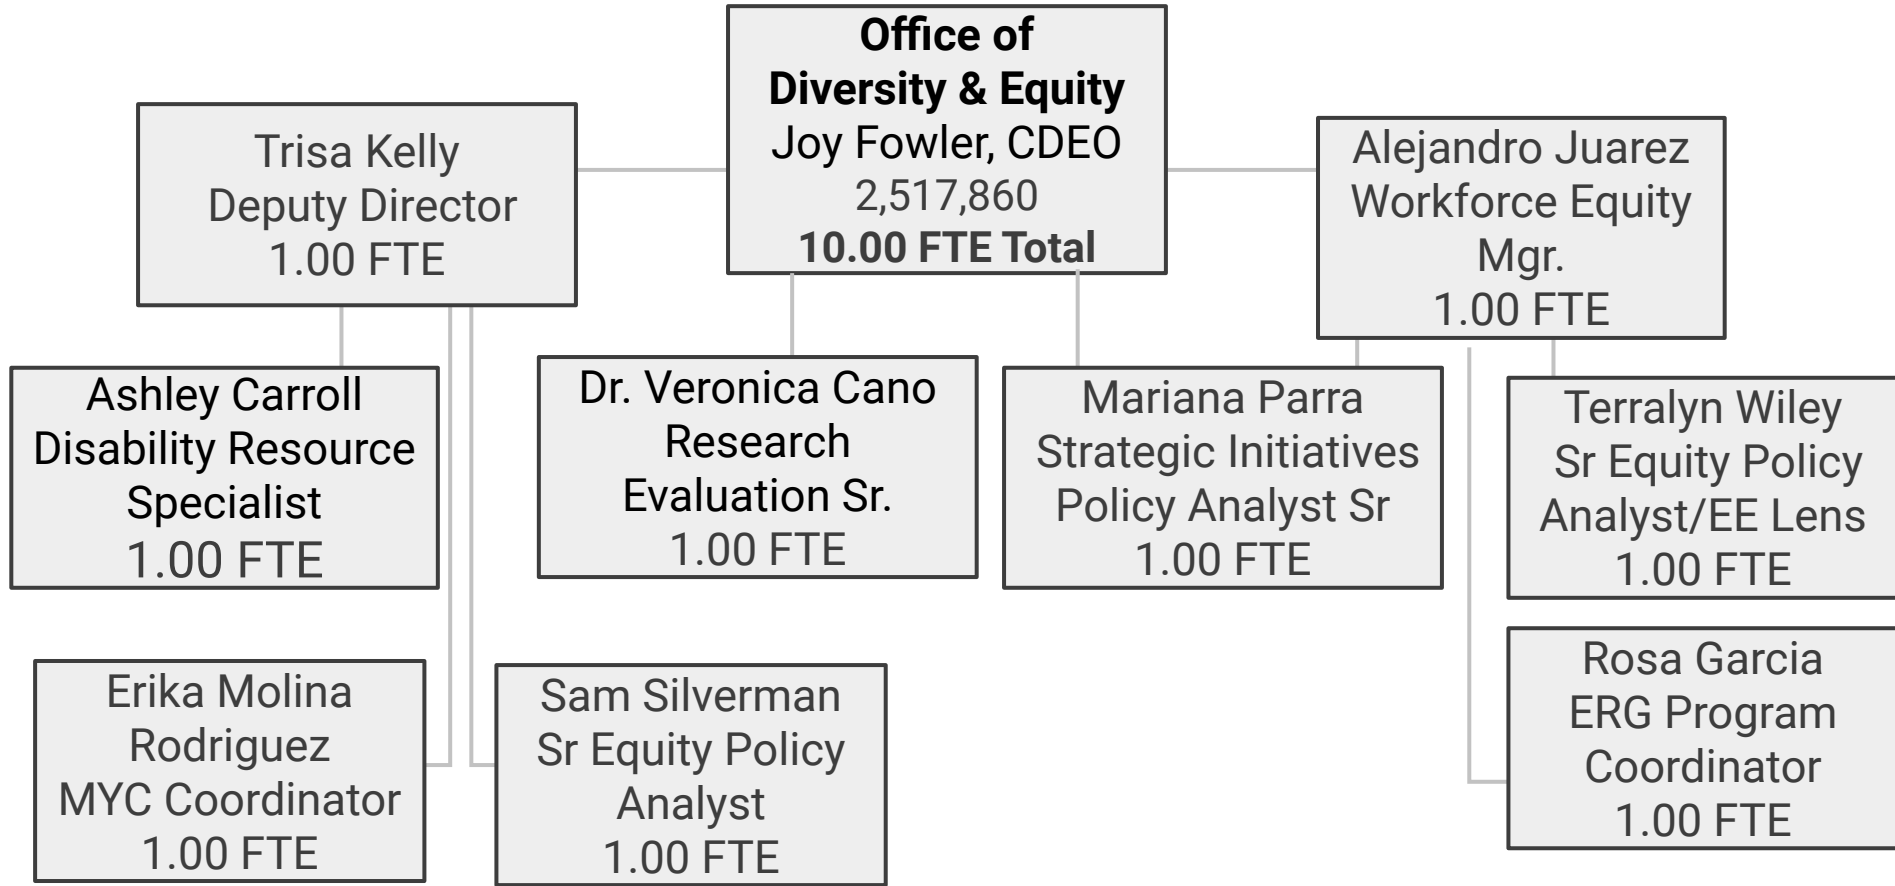 Office of
Diversity & Equity
Joy Fowler, CDEO
2,517,860
10.00 FTE Total
Trisa Kelly
Deputy Director
1.00 FTE
Alejandro Juarez
Workforce Equity
Mgr.
1.00 FTE
Ashley Carroll
Disability Resource
Specialist
1.00 FTE
Dr. Veronica Cano
Research
Evaluation Sr.
1.00 FTE
Mariana Parra
Strategic Initiatives
Policy Analyst Sr
1.00 FTE
Terralyn Wiley
Sr Equity Policy
Analyst/EE Lens
1.00 FTE
Erika Molina
Rodriguez
MYC Coordinator
1.00 FTE
Sam Silverman
Sr Equity Policy
Analyst
1.00 FTE
Rosa Garcia
ERG Program
Coordinator
1.00 FTE